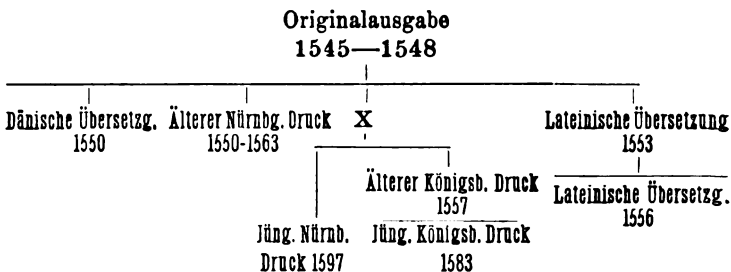 Originalausgabe
1545—1548
Dänische Übersetzg. Älterer Nürnbg. Druck X Lateinische Übersetzung
1550 1550-1563 1553
Älterer Königsb. Druck Lateinische Übersetzg.
1557 1556
Jüng. Nürnb. Jüng. Königsb. Druck
Druck 1597 1583